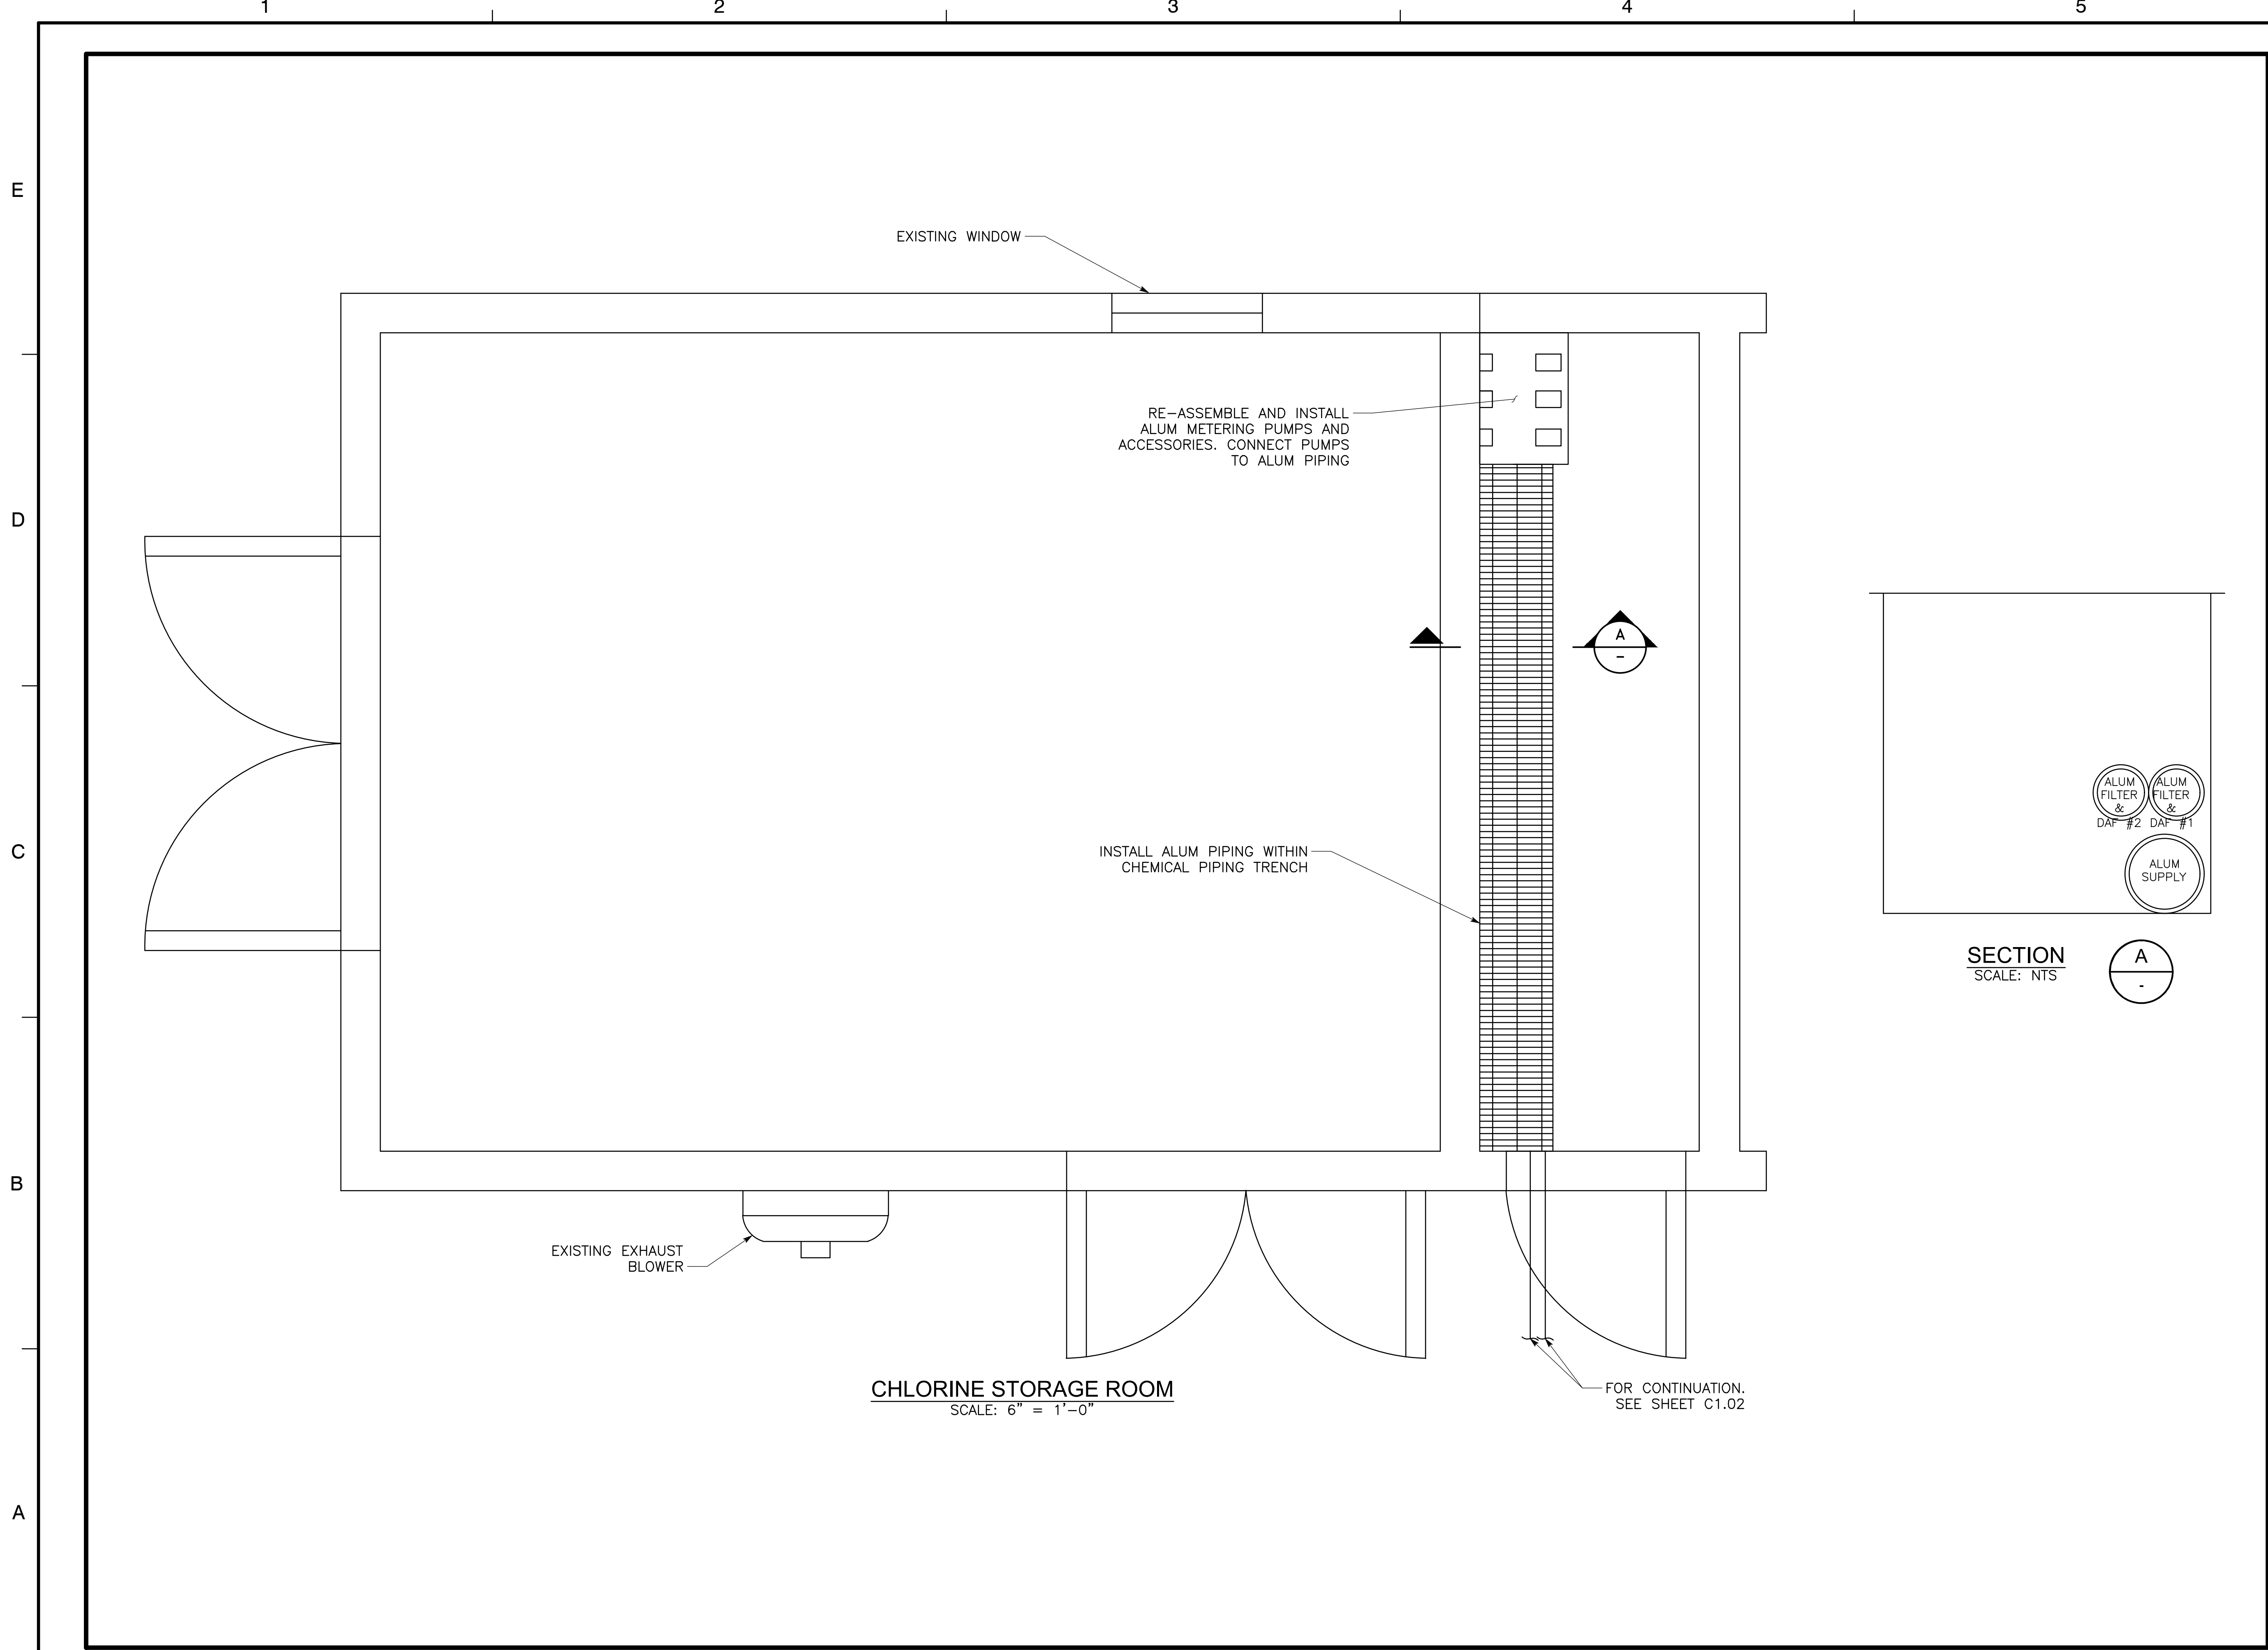 1 2 3 4 5
E
D
C
B
A
EXISTING WINDOW
RE-ASSEMBLE AND INSTALL
ALUM METERING PUMPS AND
ACCESSORIES. CONNECT PUMPS
TO ALUM PIPING
A
-
INSTALL ALUM PIPING WITHIN
CHEMICAL PIPING TRENCH
EXISTING EXHAUST
BLOWER
FOR CONTINUATION.
SEE SHEET C1.02
CHLORINE STORAGE ROOM
SCALE: 6" = 1'-0"
ALUM
FILTER
&
DAF #2
ALUM
FILTER
&
DAF #1
ALUM
SUPPLY
SECTION
SCALE: NTS
A
-